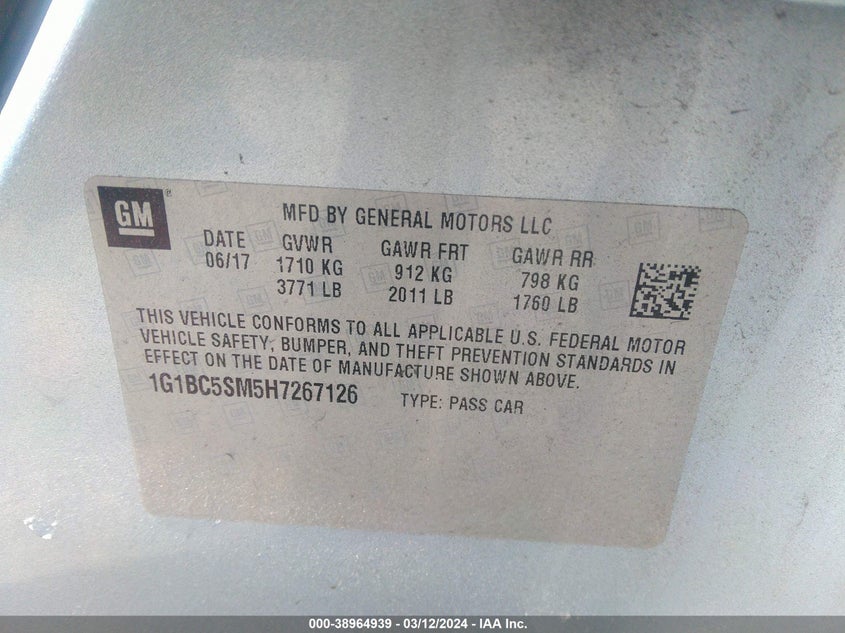 GM®
MFD BY GENERAL MOTORS LLC
DATE GVWR GAWR FRT GAWR RR
06/17 1710 KG 912 KG 798 KG
3771 LB 2011 LB 1760 LB
THIS VEHICLE CONFORMS TO ALL APPLICABLE U.S. FEDERAL MOTOR
VEHICLE SAFETY, BUMPER, AND THEFT PREVENTION STANDARDS IN
EFFECT ON THE DATE OF MANUFACTURE SHOWN ABOVE.
1G1BC5SM5H7267126 TYPE: PASS CAR
000-38964939 - 03/12/2024 - IAA Inc.